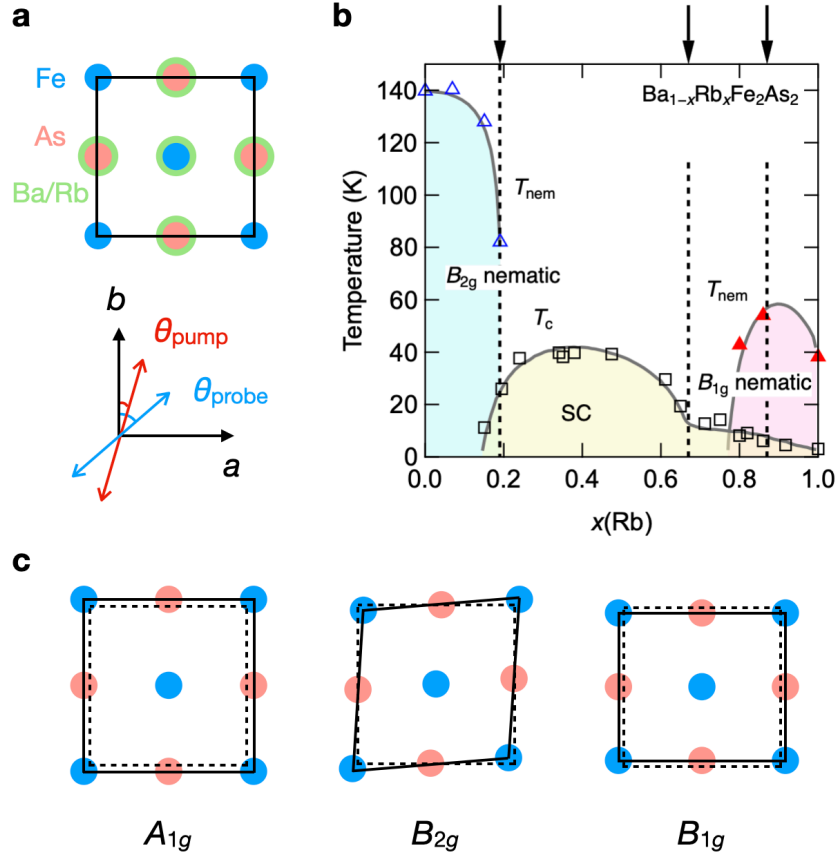 a
Fe
As
Ba/Rb
b
θpump
θprobe
a
b
Ba1−xRbxFe2As2
Temperature (K)
140
120
100
80
60
40
20
0
Tnem
B2g nematic
Tc
Tnem
B1g nematic
SC
0.0
0.2
0.4
0.6
0.8
1.0
x(Rb)
c
A1g
B2g
B1g